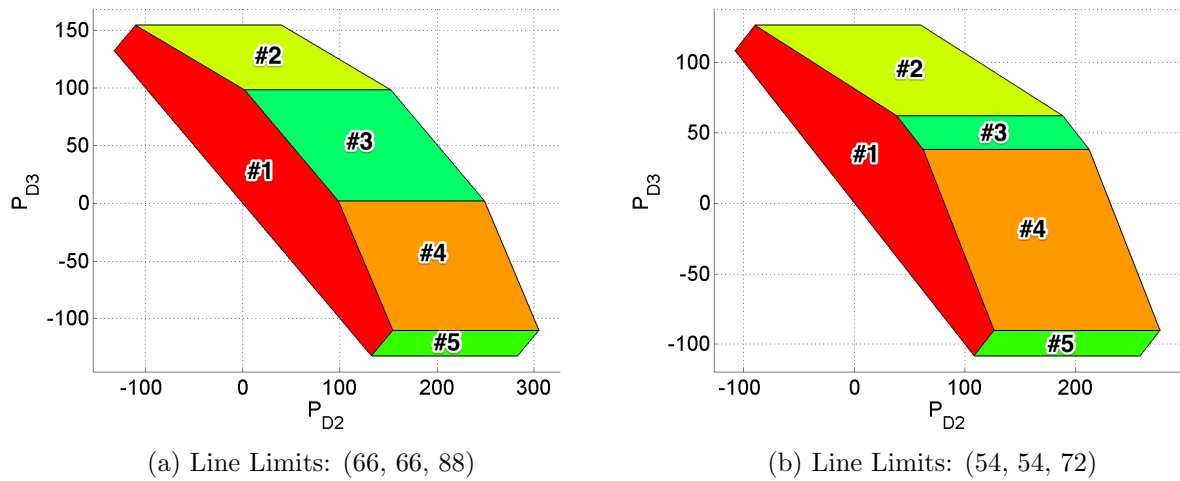 150
100
50
0
-50
-100
-100 0 100 200 300
P_D3
P_D2
#1
#2
#3
#4
#5
(a) Line Limits: (66, 66, 88)
100
50
0
-50
-100
-100 0 100 200
P_D3
P_D2
#1
#2
#3
#4
#5
(b) Line Limits: (54, 54, 72)